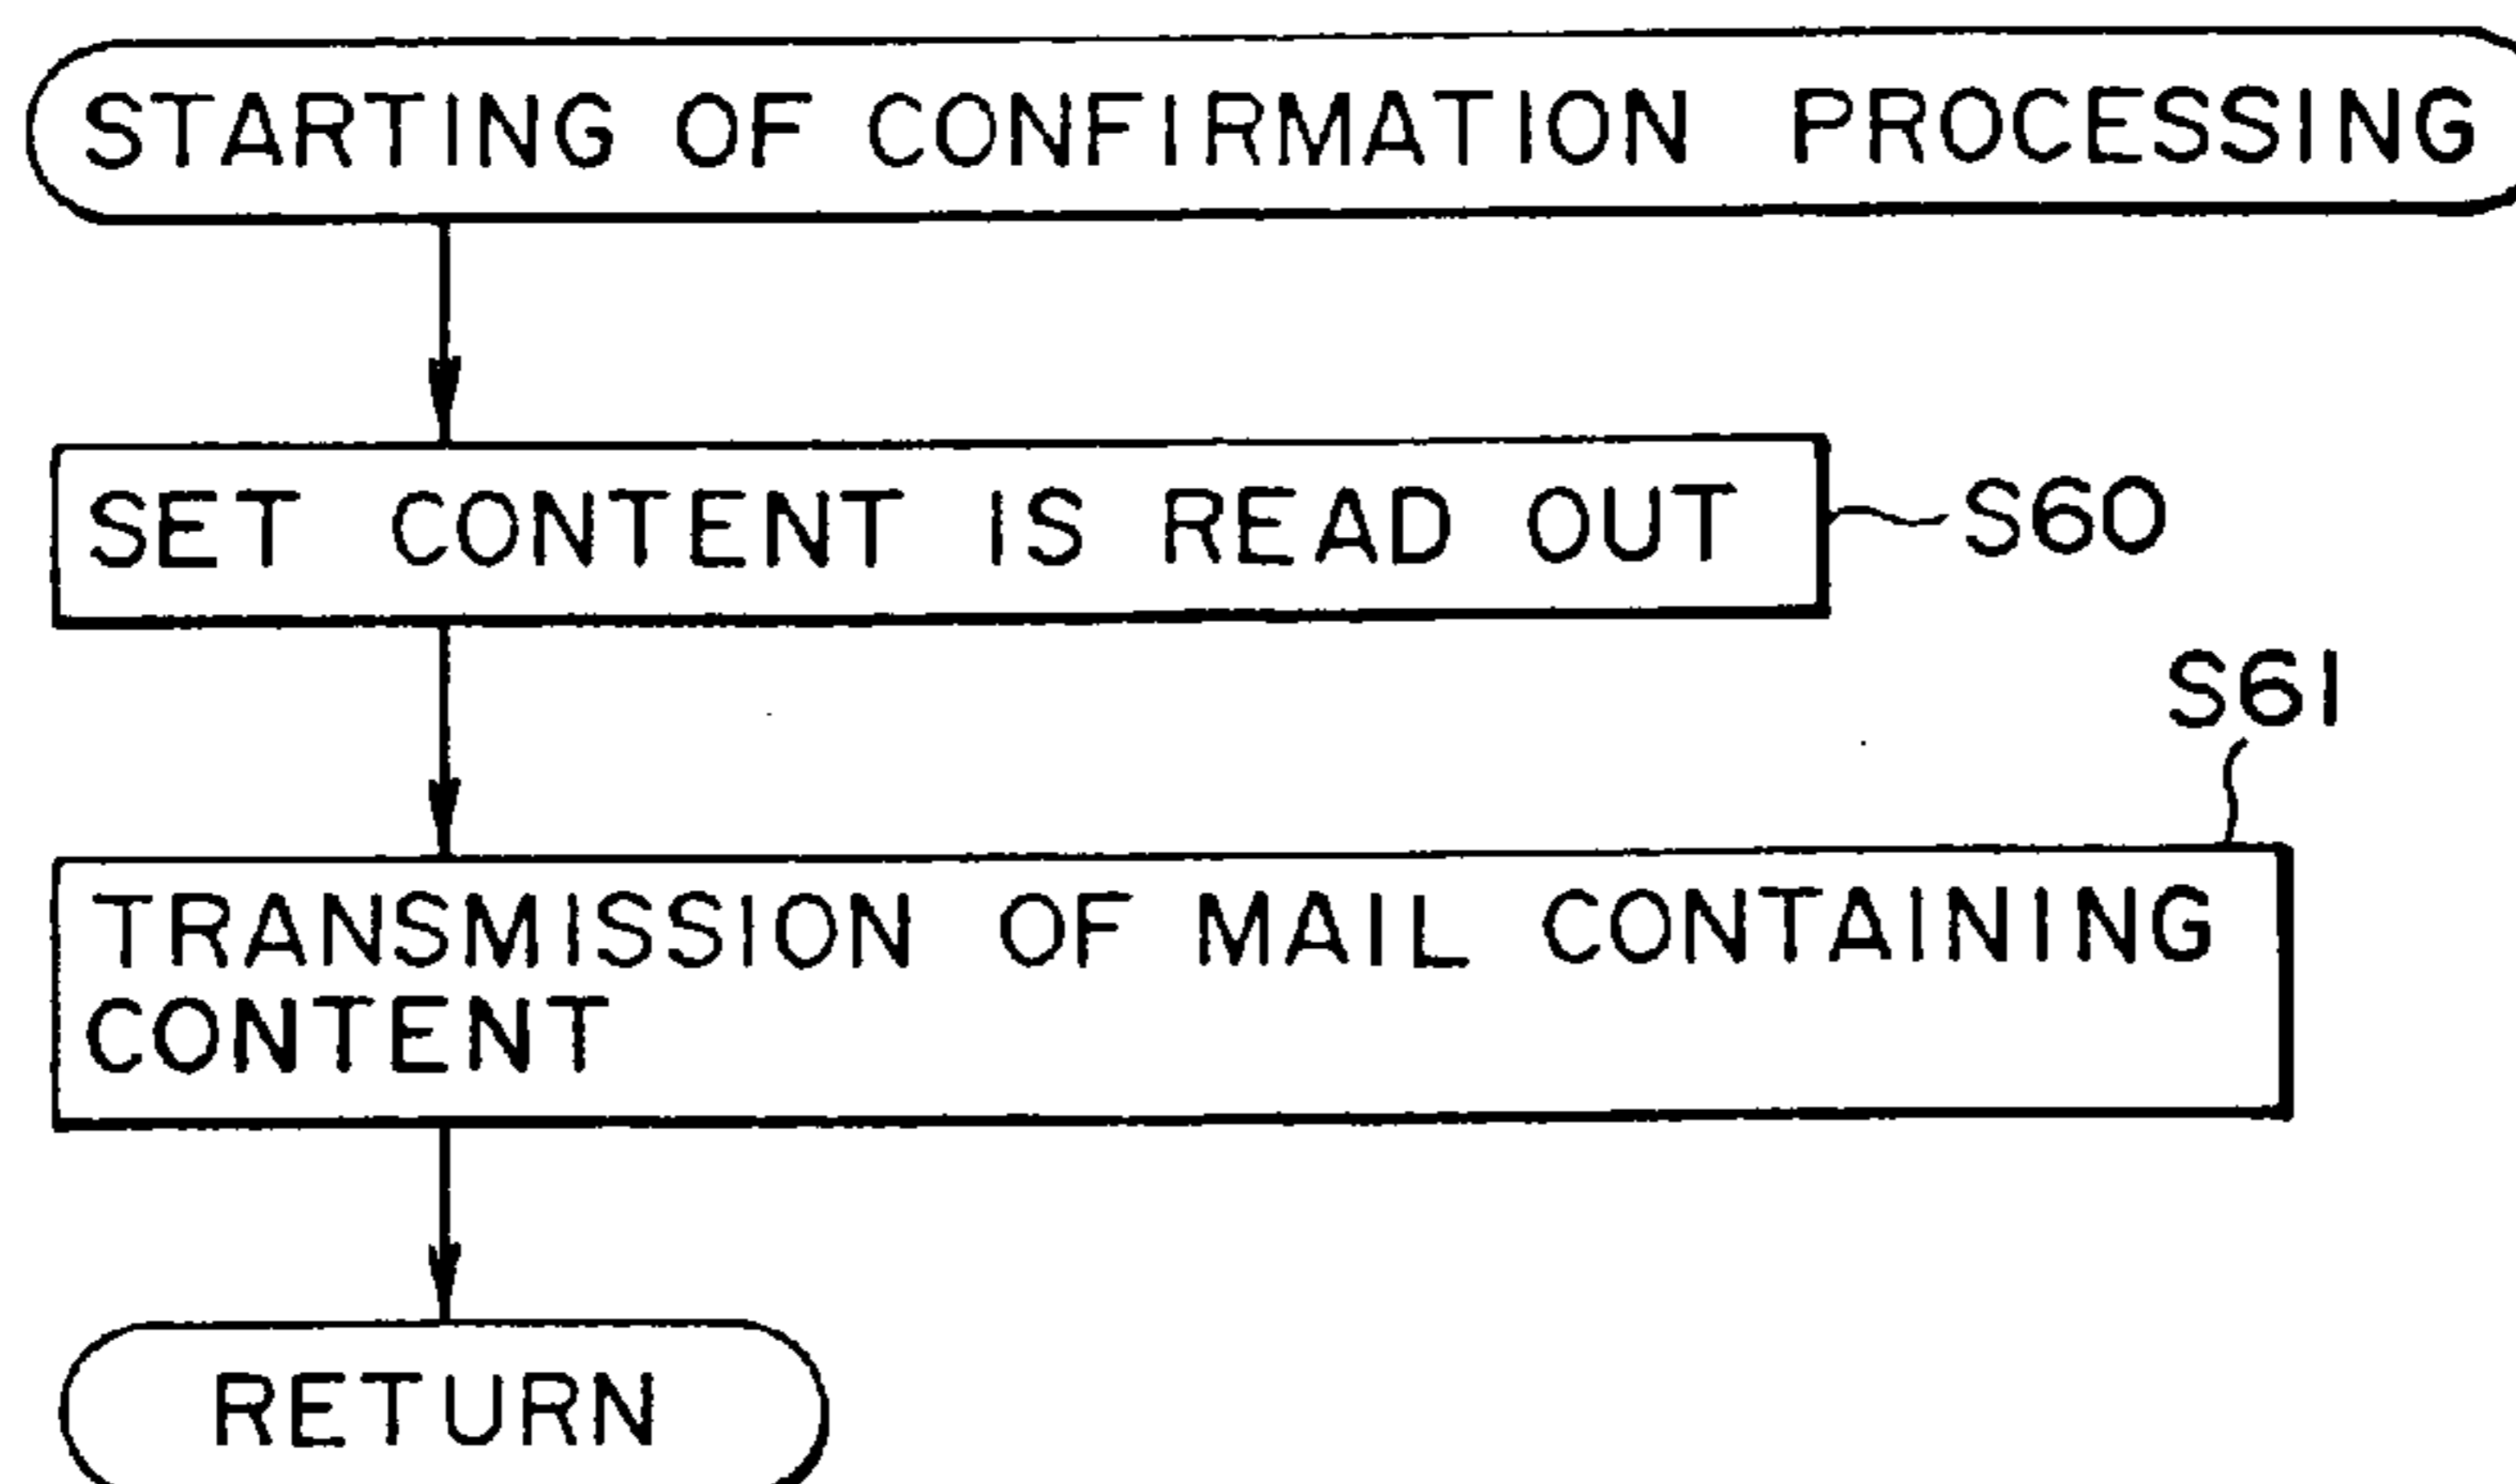 STARTING OF CONFIRMATION PROCESSING
SET CONTENT IS READ OUT
S60
S61
TRANSMISSION OF MAIL CONTAINING
CONTENT
RETURN